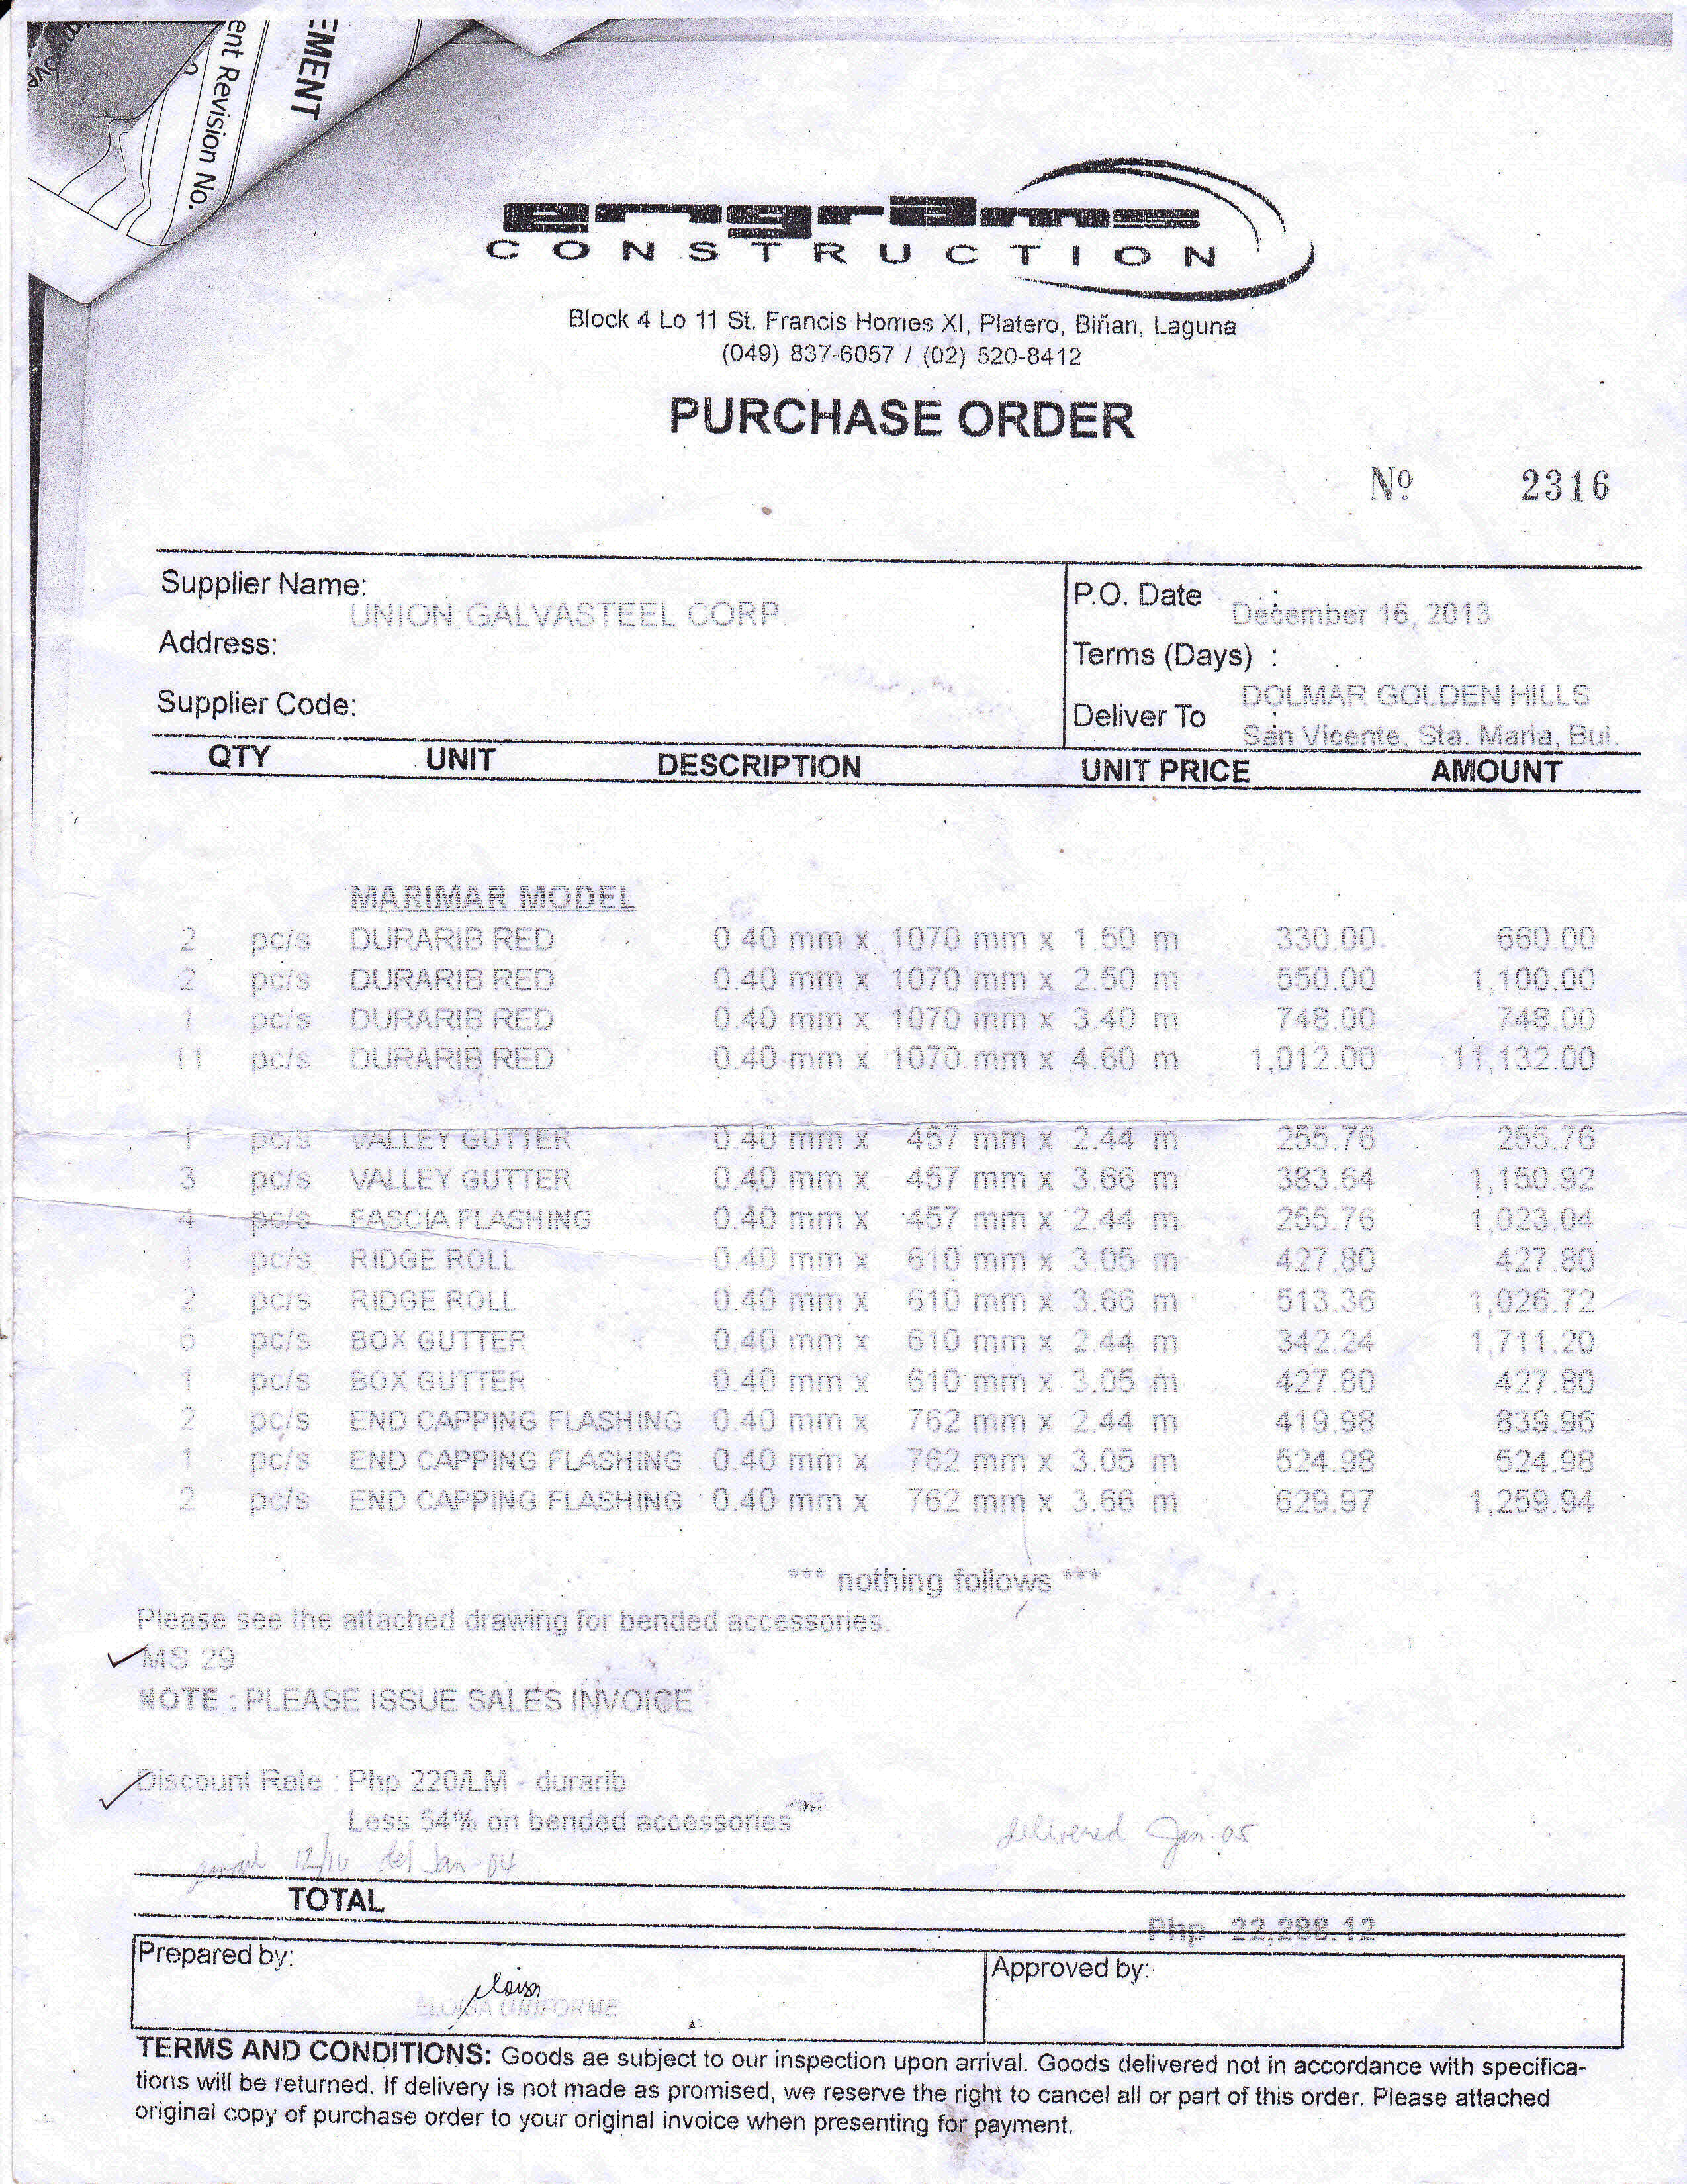 EMENT
ent Revision No.
engrams
CONSTRUCTION
Block 4 Lo 11 St. Francis Homes XI, Platero, Biñan, Laguna
(049) 837-6057 / (02) 520-8412
PURCHASE ORDER
Nº 2316
Supplier Name: UNION GALVASTEEL CORP.
P.O. Date : December 16, 2013
Address:
Terms (Days) :
Supplier Code:
Deliver To : DOLMAR GOLDEN HILLS
San Vicente, Sta. Maria, Bul.
QTY UNIT DESCRIPTION UNIT PRICE AMOUNT
MARIMAR MODEL
2 pc/s DURARIB RED 0.40 mm x 1070 mm x 1.50 m 330.00 660.00
2 pc/s DURARIB RED 0.40 mm x 1070 mm x 2.50 m 550.00 1,100.00
1 pc/s DURARIB RED 0.40 mm x 1070 mm x 3.40 m 748.00 748.00
11 pc/s DURARIB RED 0.40 mm x 1070 mm x 4.60 m 1,012.00 11,132.00
1 pc/s VALLEY GUTTER 0.40 mm x 457 mm x 2.44 m 255.76 255.76
3 pc/s VALLEY GUTTER 0.40 mm x 457 mm x 3.66 m 383.64 1,150.92
4 pc/s FASCIA FLASHING 0.40 mm x 457 mm x 2.44 m 255.76 1,023.04
1 pc/s RIDGE ROLL 0.40 mm x 610 mm x 3.05 m 427.80 427.80
2 pc/s RIDGE ROLL 0.40 mm x 610 mm x 3.66 m 513.36 1,026.72
5 pc/s BOX GUTTER 0.40 mm x 610 mm x 2.44 m 342.24 1,711.20
1 pc/s BOX GUTTER 0.40 mm x 610 mm x 3.05 m 427.80 427.80
2 pc/s END CAPPING FLASHING 0.40 mm x 762 mm x 2.44 m 419.98 839.96
1 pc/s END CAPPING FLASHING 0.40 mm x 762 mm x 3.05 m 524.98 524.98
2 pc/s END CAPPING FLASHING 0.40 mm x 762 mm x 3.66 m 629.97 1,259.94
*** nothing follows ***
Please see the attached drawing for bended accessories.
MS 29
NOTE : PLEASE ISSUE SALES INVOICE
Discount Rate : Php 220/LM - durarib
Less 54% on bended accessories
delivered Jan. 05
Jan-04
TOTAL
Php 22,288.12
Prepared by:
Approved by:
ELOISA UNIFORME
TERMS AND CONDITIONS: Goods ae subject to our inspection upon arrival. Goods delivered not in accordance with specifica-
tions will be returned. If delivery is not made as promised, we reserve the right to cancel all or part of this order. Please attached
original copy of purchase order to your original invoice when presenting for payment.